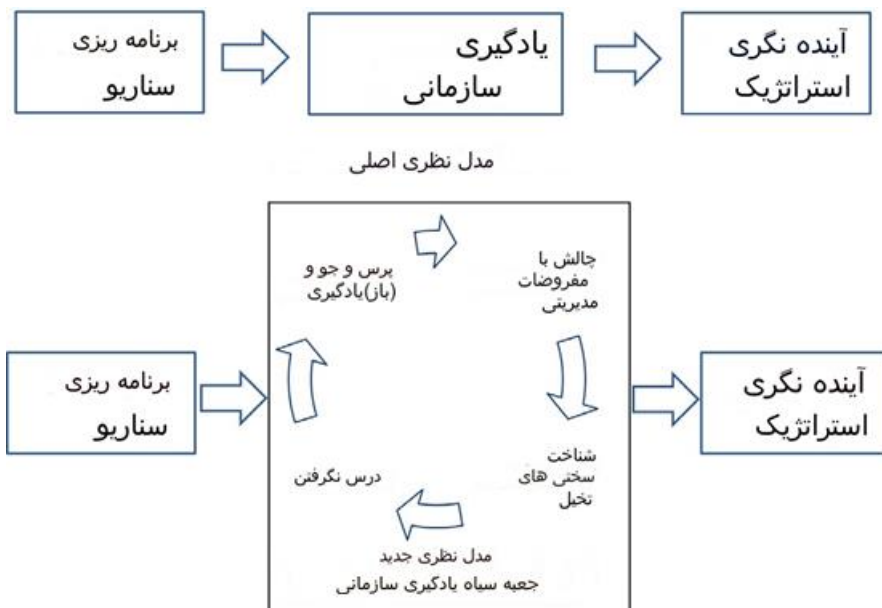 برنامه ریزی
سناریو
یادگیری
سازمانی
آینده نگری
استراتژیک
مدل نظری اصلی
پرس و جو و
(باز)یادگیری
چالش با
مفروضات
مدیریتی
برنامه ریزی
سناریو
آینده نگری
استراتژیک
شناخت
سختی های
تخیل
درس نگرفتن
مدل نظری جدید
جعبه سیاه یادگیری سازمانی